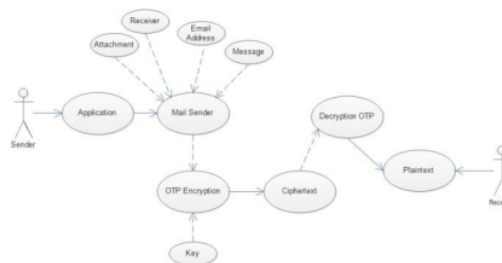 Receiver
Email
Address
Attachment
Message
Application
Mail Sender
Sender
Decryption OTP
Plaintext
OTP Encryption
Ciphertext
Key